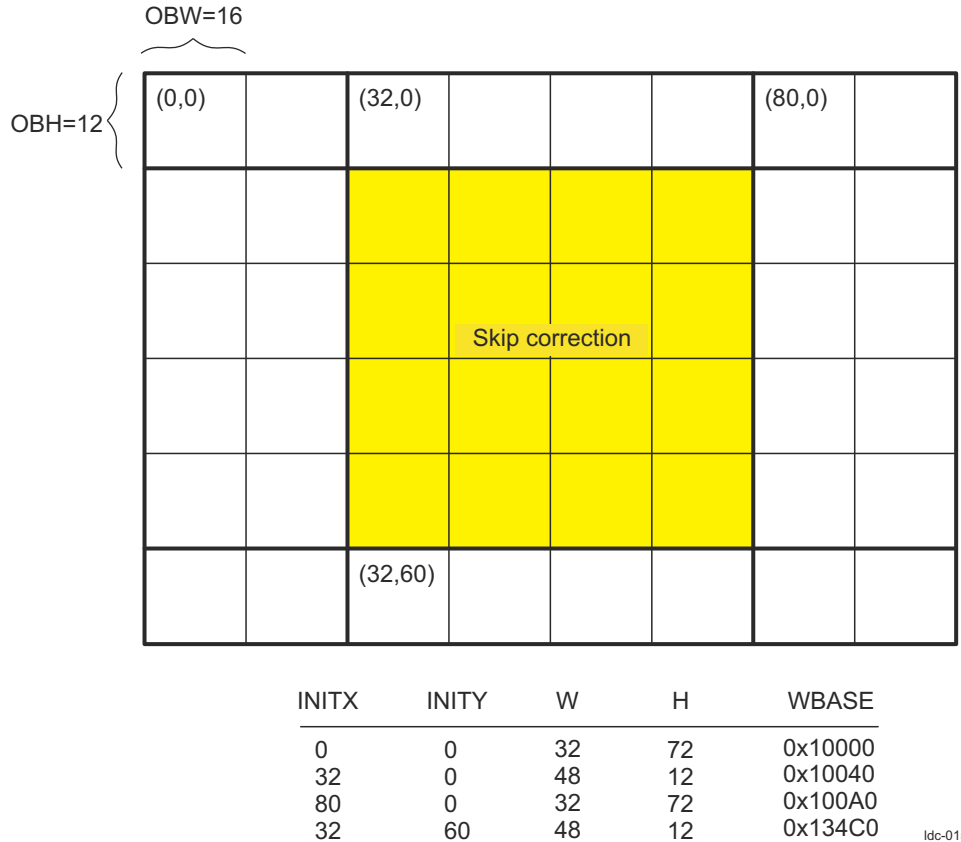 OBW=16
OBH=12
(0,0) (32,0) (80,0)
Skip correction
(32,60)
INITX INITY W H WBASE
0 0 32 72 0x10000
32 0 48 12 0x10040
80 0 32 72 0x100A0
32 60 48 12 0x134C0
ldc-01